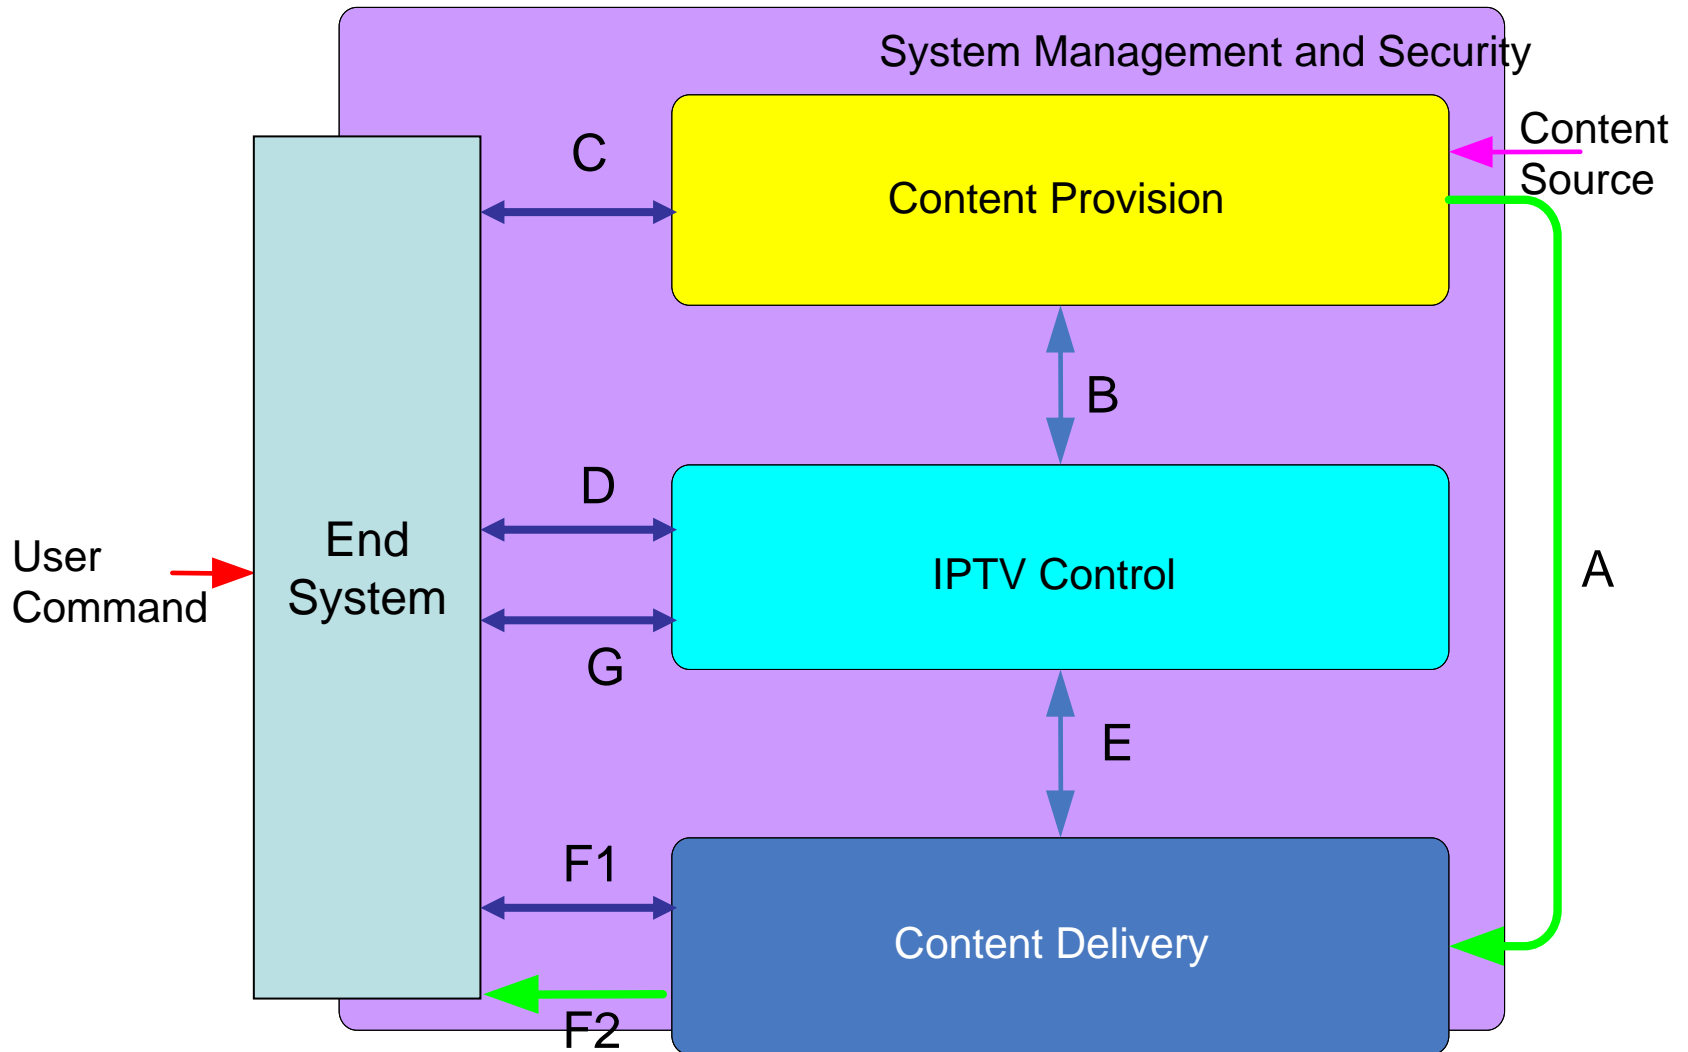 System Management and Security
Content
Source
C
Content Provision
B
D
End
System
User
Command
IPTV Control
A
G
E
F1
Content Delivery
F2